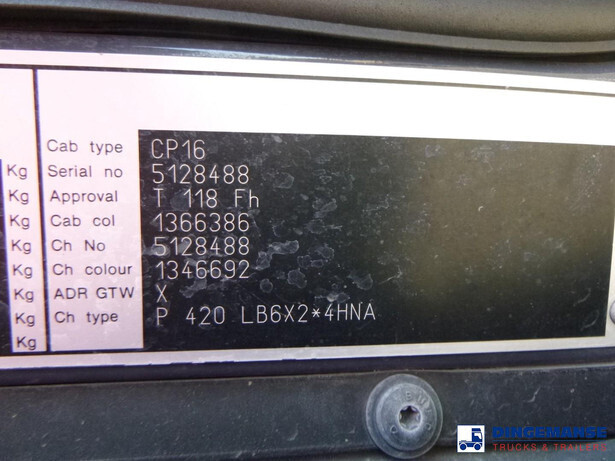 Cab type CP16
Kg Serial no 5128488
Kg Approval T 118 Fh
Kg Cab col 1366386
Kg Ch No 5128488
Kg Ch colour 1346692
Kg ADR GTW X
Kg Ch type P 420 LB6X2*4HNA
Kg
DINGEMANSE
TRUCKS & TRAILERS